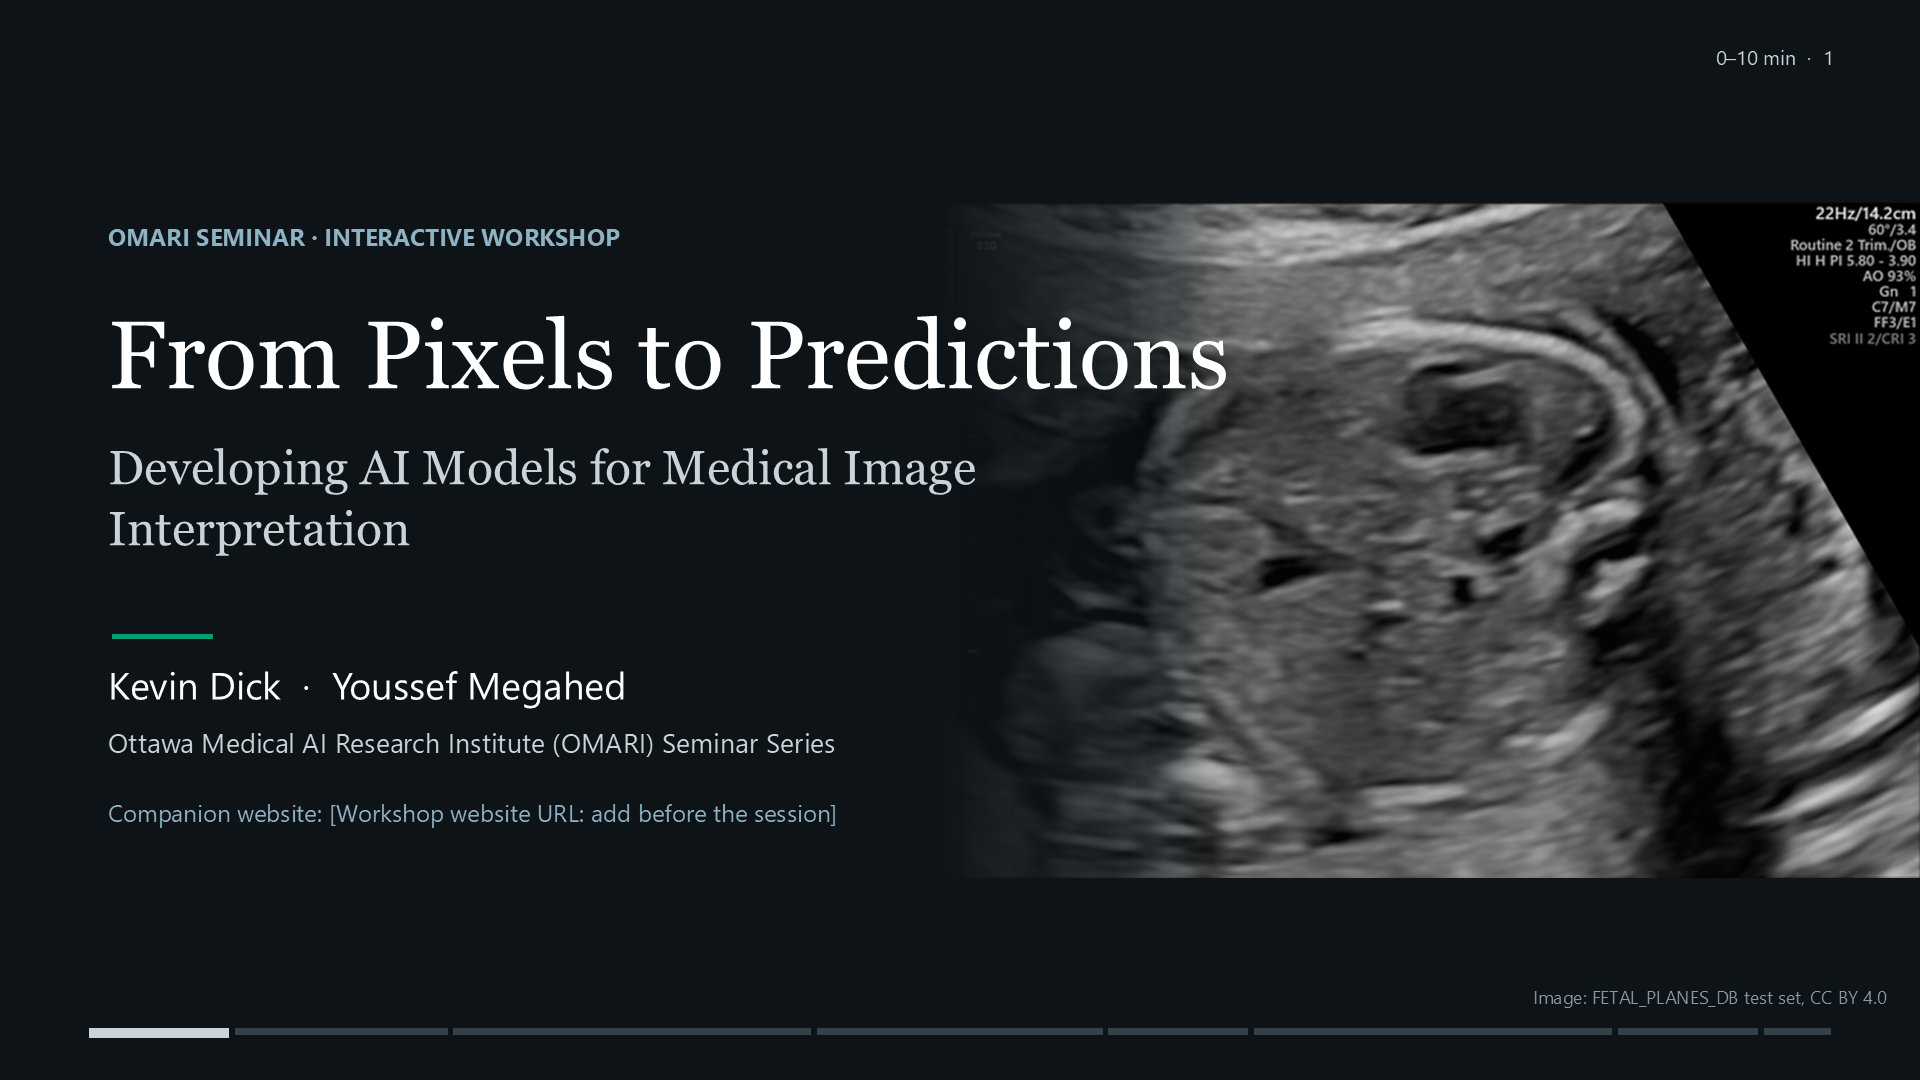 0–10 min · 1
OMARI SEMINAR · INTERACTIVE WORKSHOP
From Pixels to Predictions
Developing AI Models for Medical Image
Interpretation
Kevin Dick · Youssef Megahed
Ottawa Medical AI Research Institute (OMARI) Seminar Series
Companion website: [Workshop website URL: add before the session]
22Hz/14.2cm
60°/3.4
Routine 2 Trim./OB
HI H PI 5.80 - 3.90
AO 93%
Gn 1
C7/M7
FF3/E1
SRI II 2/CRI 3
Image: FETAL_PLANES_DB test set, CC BY 4.0